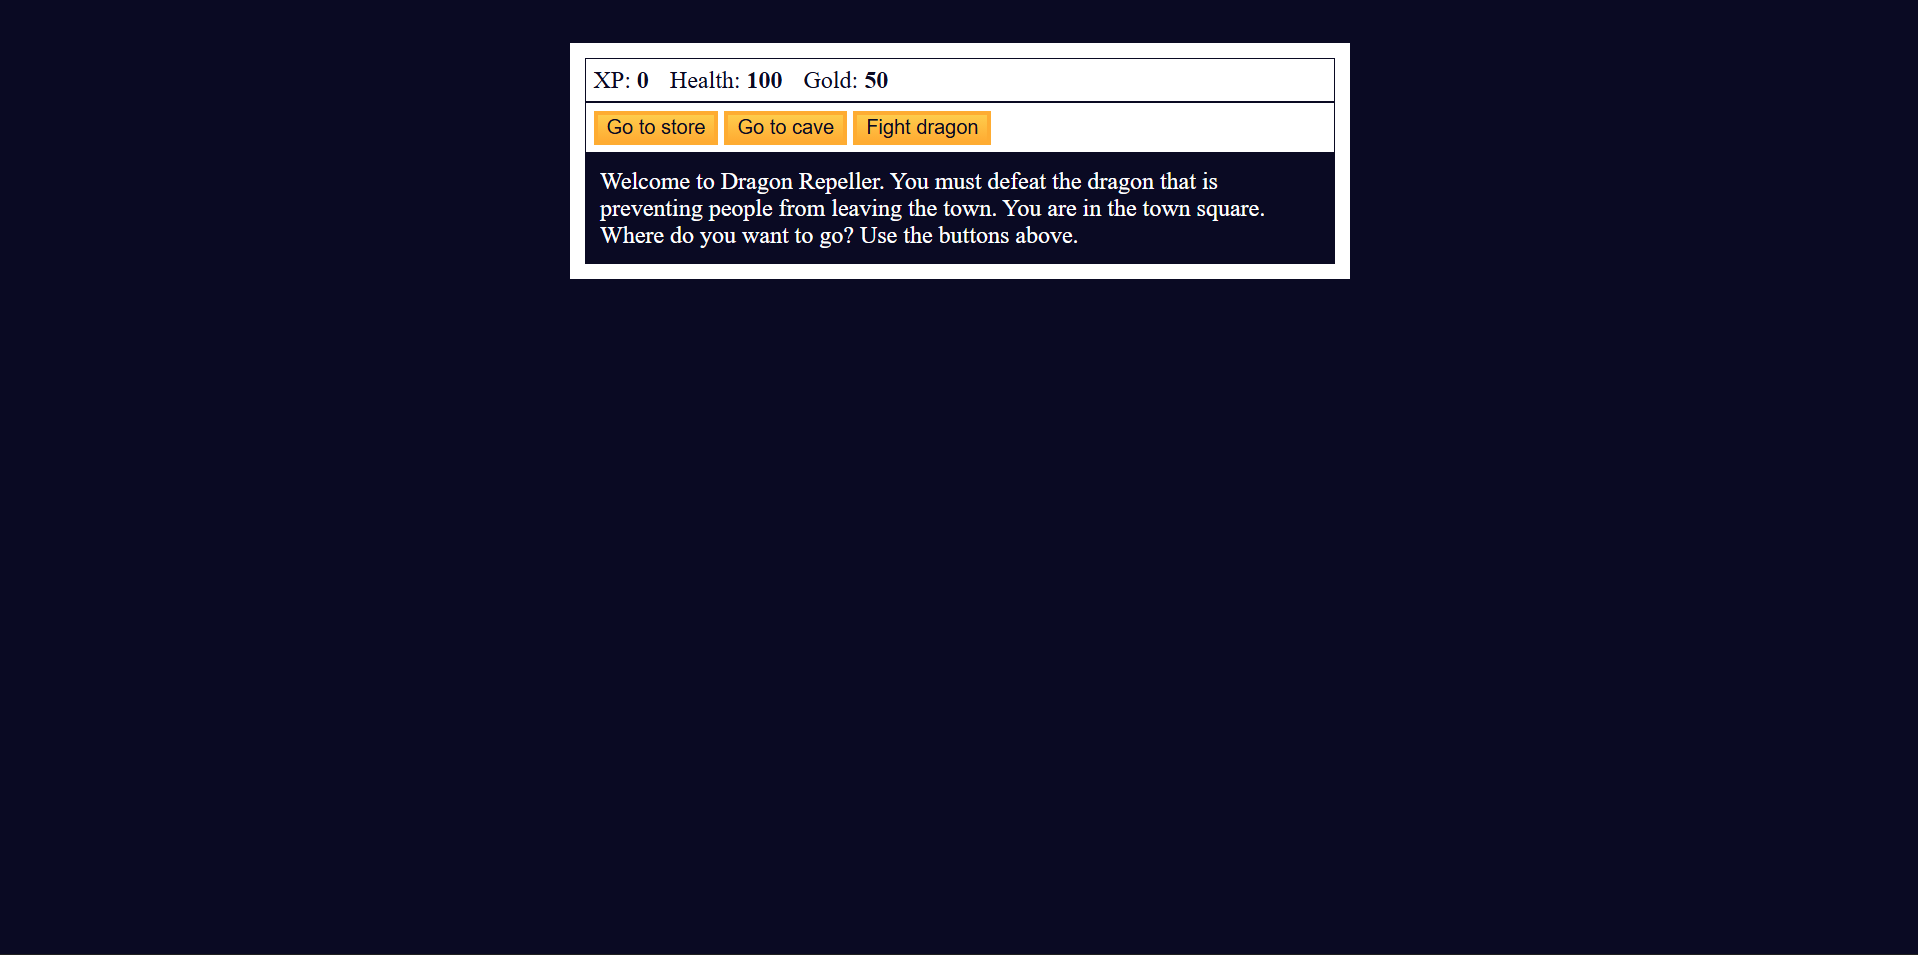 XP: 0 Health: 100 Gold: 50
Go to store Go to cave Fight dragon
Welcome to Dragon Repeller. You must defeat the dragon that is
preventing people from leaving the town. You are in the town square.
Where do you want to go? Use the buttons above.